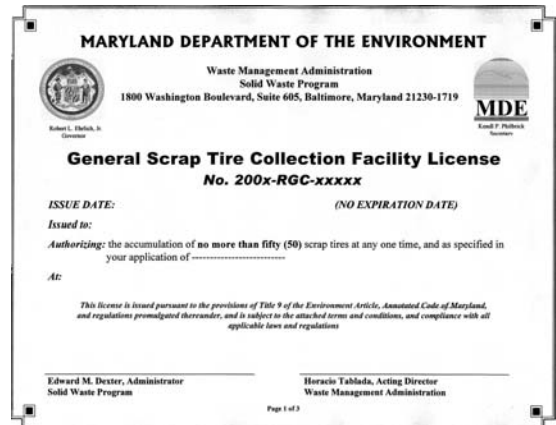 MARYLAND DEPARTMENT OF THE ENVIRONMENT
Waste Management Administration
Solid Waste Program
1800 Washington Boulevard, Suite 605, Baltimore, Maryland 21230-1719
Robert L. Ehrlich, Jr.
Governor
MDE
Kendl P. Philbrick
Secretary
General Scrap Tire Collection Facility License
No. 200x-RGC-xxxxx
ISSUE DATE: (NO EXPIRATION DATE)
Issued to:
Authorizing: the accumulation of no more than fifty (50) scrap tires at any one time, and as specified in
your application of --------------------------
At:
This license is issued pursuant to the provisions of Title 9 of the Environment Article, Annotated Code of Maryland,
and regulations promulgated thereunder, and is subject to the attached terms and conditions, and compliance with all
applicable laws and regulations
Edward M. Dexter, Administrator
Solid Waste Program
Horacio Tablada, Acting Director
Waste Management Administration
Page 1 of 3